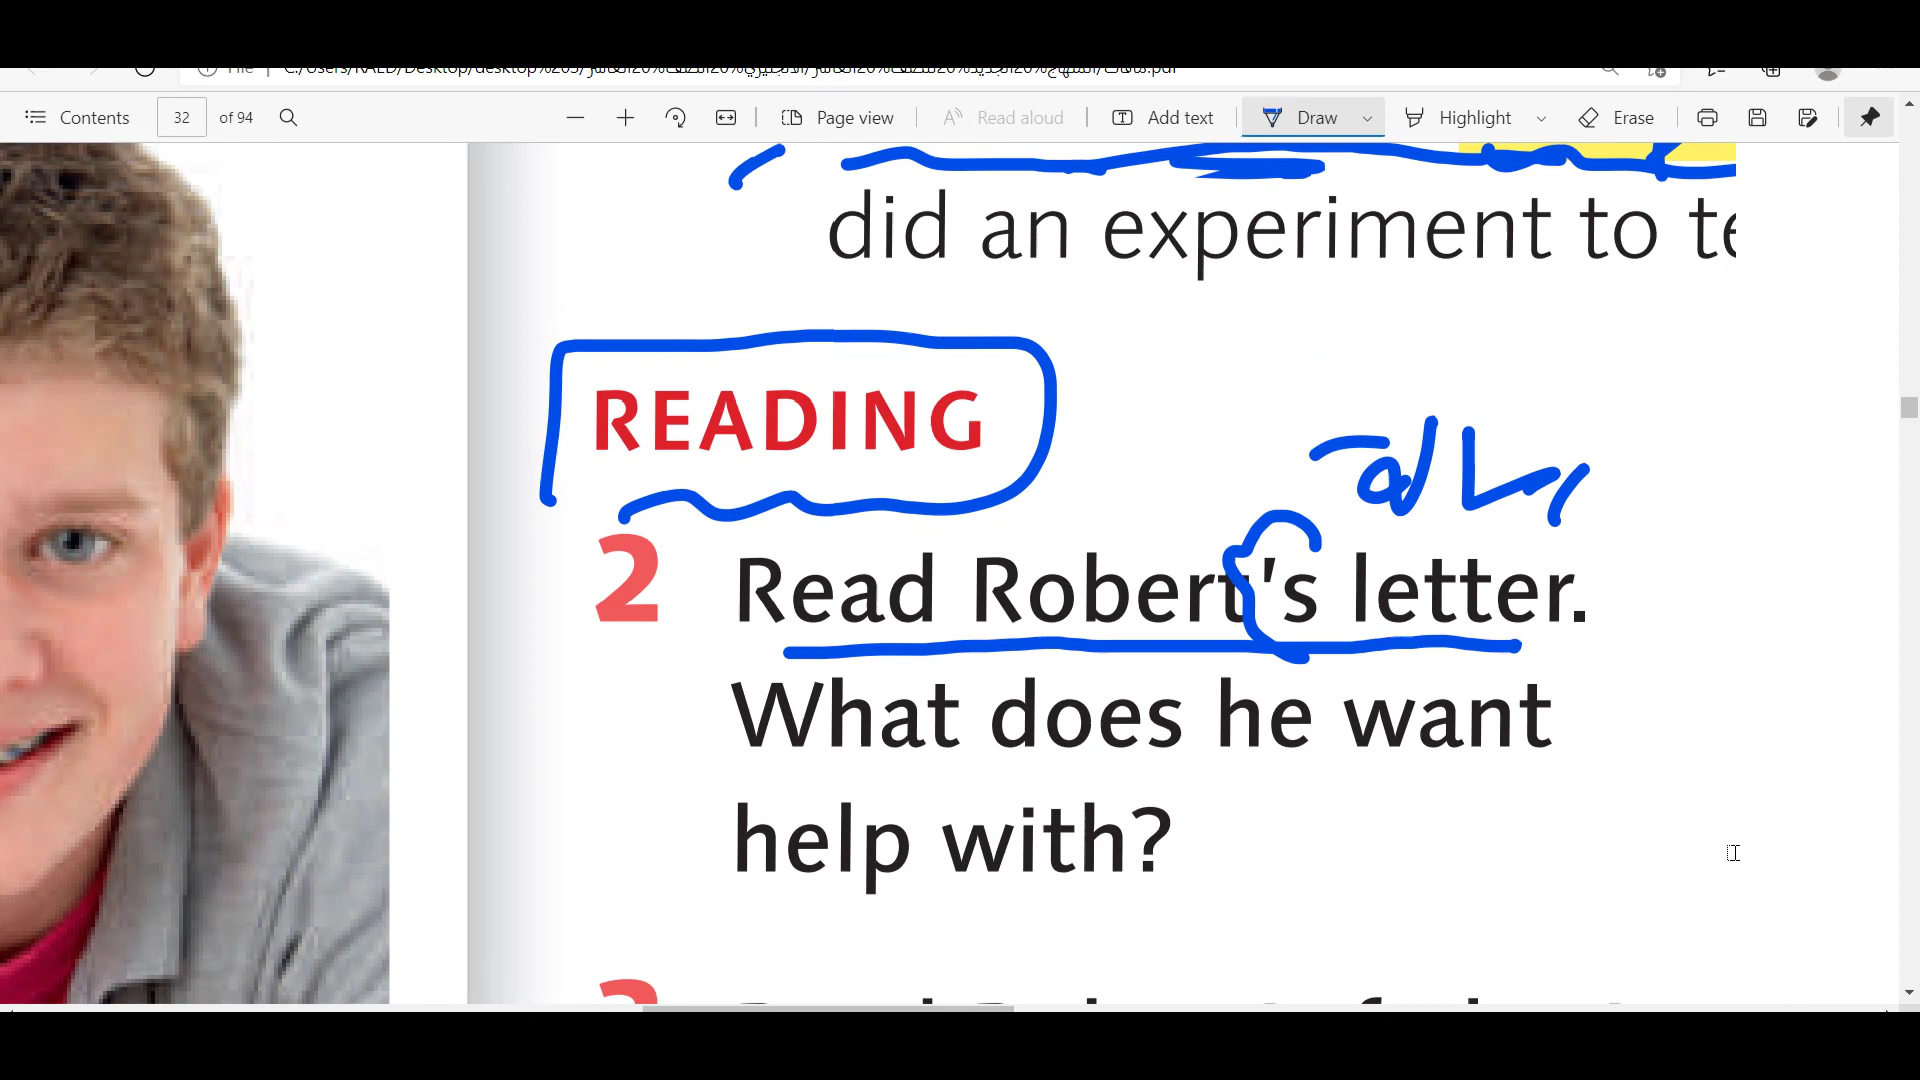 Contents 32 of 94 Page view Read aloud Add text Draw Highlight Erase
did an experiment to te
READING
2 Read Robert's letter.
What does he want
help with?